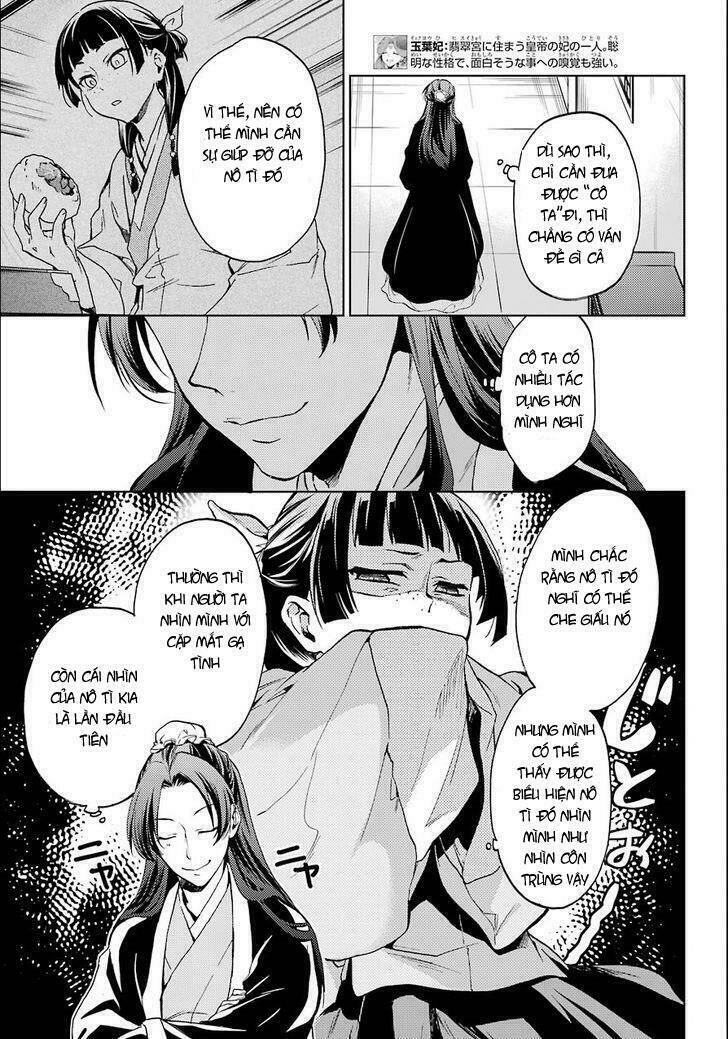 玉葉妃：翡翠宮に住まう皇帝の妃の一人。聡
明な性格で、面白そうな事への嗅覚も強い。
DÙ SAO THÌ,
CHỈ CẦN ĐƯA
ĐƯỢC "CÔ
TA"ĐI, THÌ
CHẲNG CÓ VẤN
ĐỀ GÌ CẢ
VÌ THẾ, NÊN CÓ
THỂ MÌNH CẦN
SỰ GIÚP ĐỠ CỦA
NÔ TÌ ĐÓ
CÔ TA CÓ
NHIỀU TÁC
DỤNG HƠN
MÌNH NGHĨ
MÌNH CHẮC
RẰNG NÔ TÌ ĐÓ
NGHĨ CÓ THỂ
CHE GIẤU NÓ
NHƯNG MÌNH
CÓ THỂ
THẤY ĐƯỢC
BIỂU HIỆN NÔ
TÌ ĐÓ NHÌN
MÌNH NHƯ
NHÌN CÔN
TRÙNG VẬY
THƯỜNG THÌ
KHI NGƯỜI TA
NHÌN MÌNH VỚI
CẶP MẮT GẠ
TÌNH
CÒN CÁI NHÌN
CỦA NÔ TÌ KIA
LÀ LẦN ĐẦU
TIÊN
じとお
ニヤ
ニヤ